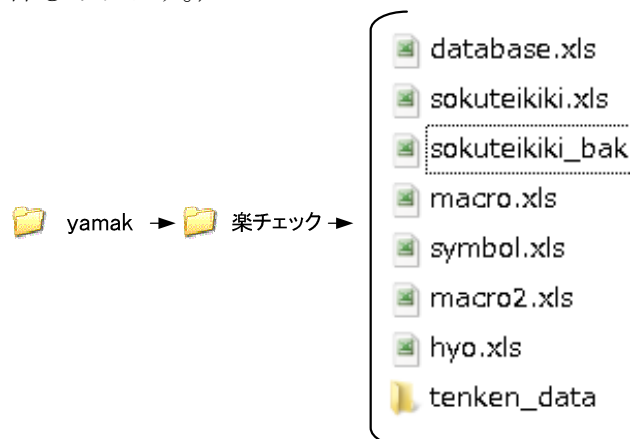 database.xls
sokuteikiki.xls
sokuteikiki_bak
macro.xls
yamak → 楽チェック →
symbol.xls
macro2.xls
hyo.xls
tenken_data